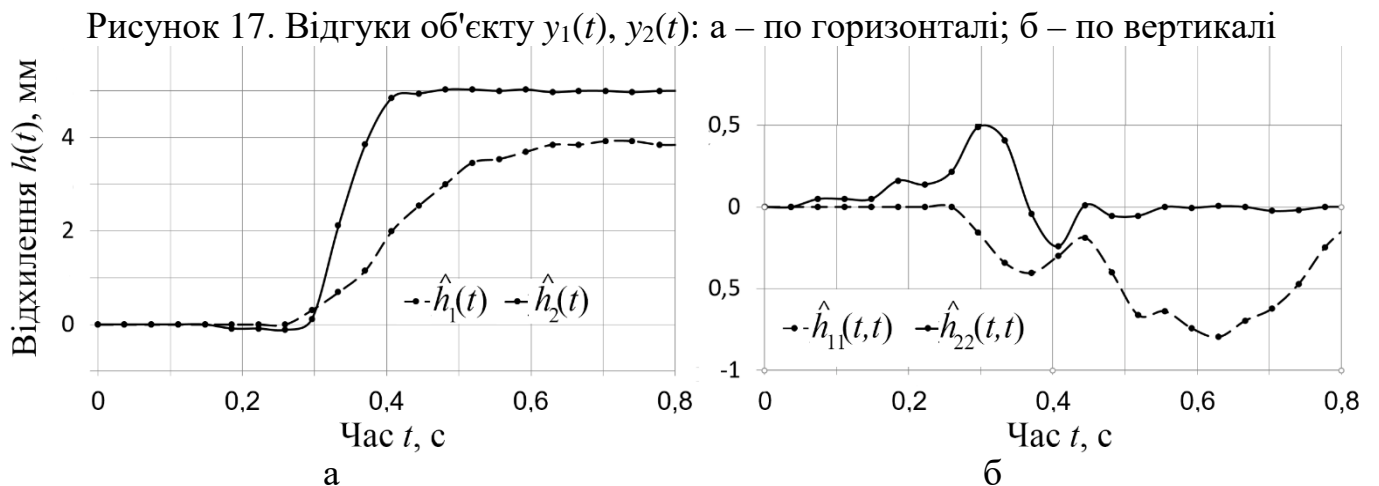 Рисунок 17. Відгуки об'єкту y₁(t), y₂(t): а – по горизонталі; б – по вертикалі
Відхилення h(t), мм
4
2
0
ĥ₁(t) ĥ₂(t)
0 0,2 0,4 0,6 0,8
Час t, с
а
0,5
0
0,5
-1
ĥ₁₁(t,t) ĥ₂₂(t,t)
0 0,2 0,4 0,6 0,8
Час t, с
б